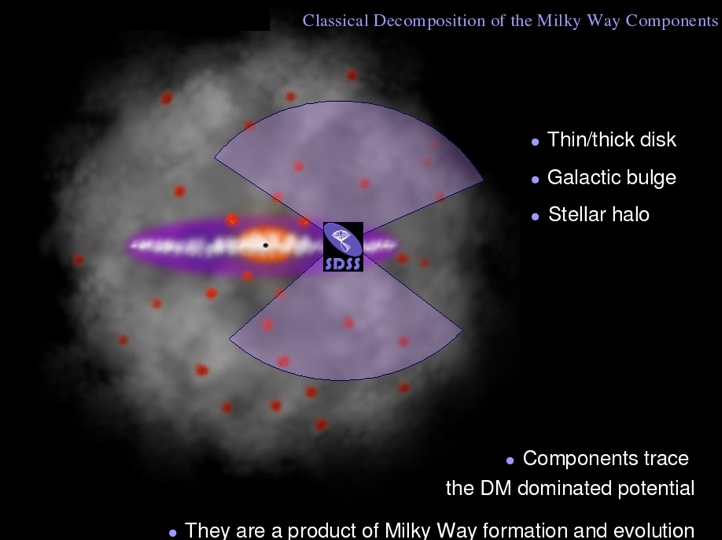 Classical Decomposition of the Milky Way Components
• Thin/thick disk
• Galactic bulge
• Stellar halo
SDSS
• Components trace
the DM dominated potential
• They are a product of Milky Way formation and evolution